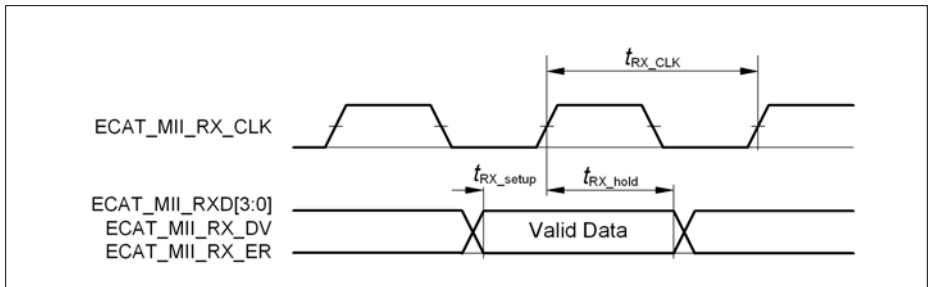 tRX_CLK
ECAT_MII_RX_CLK
tRX_setup
tRX_hold
ECAT_MII_RXD[3:0]
ECAT_MII_RX_DV
Valid Data
ECAT_MII_RX_ER